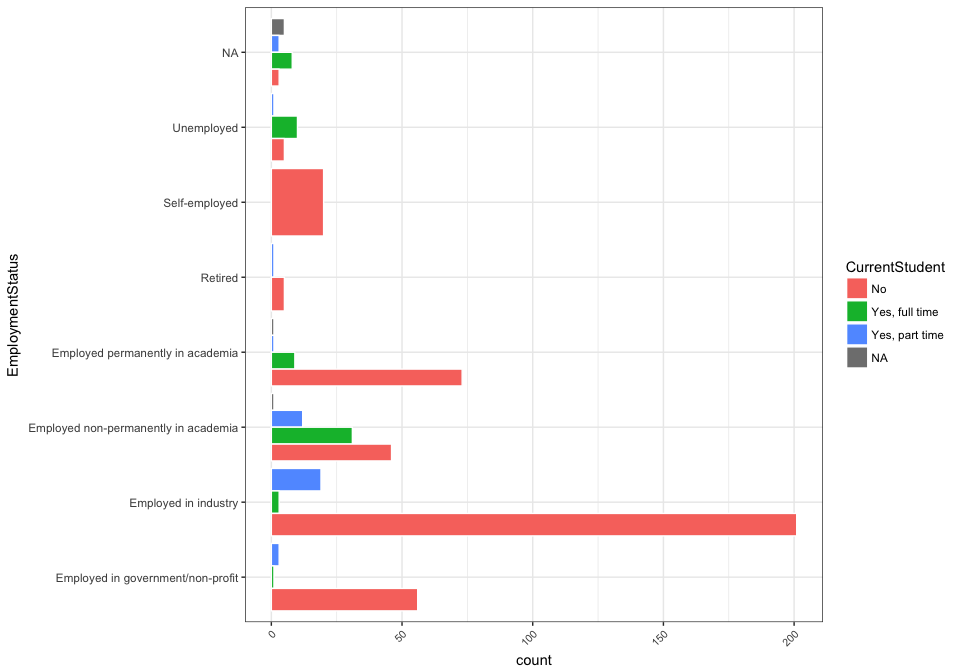 EmploymentStatus
NA
Unemployed
Self-employed
Retired
Employed permanently in academia
Employed non-permanently in academia
Employed in industry
Employed in government/non-profit
0
50
100
150
200
count
CurrentStudent
No
Yes, full time
Yes, part time
NA